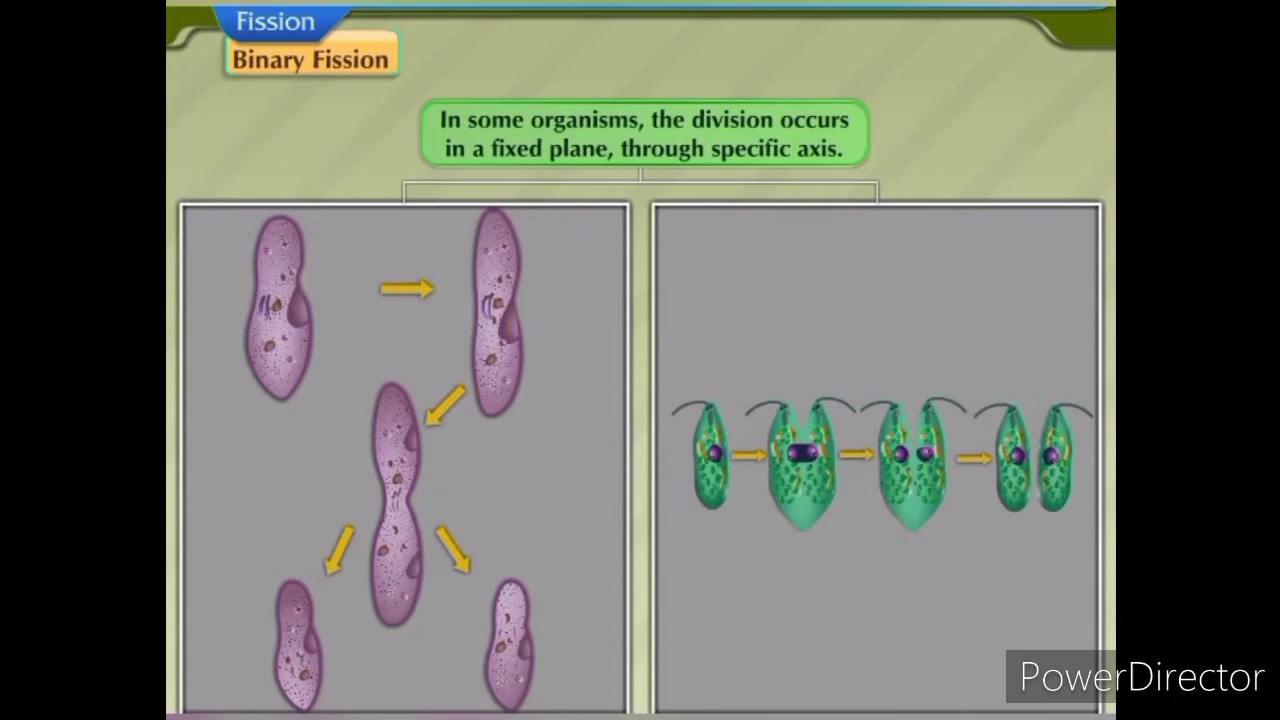 Fission
Binary Fission
In some organisms, the division occurs
in a fixed plane, through specific axis.
PowerDirector